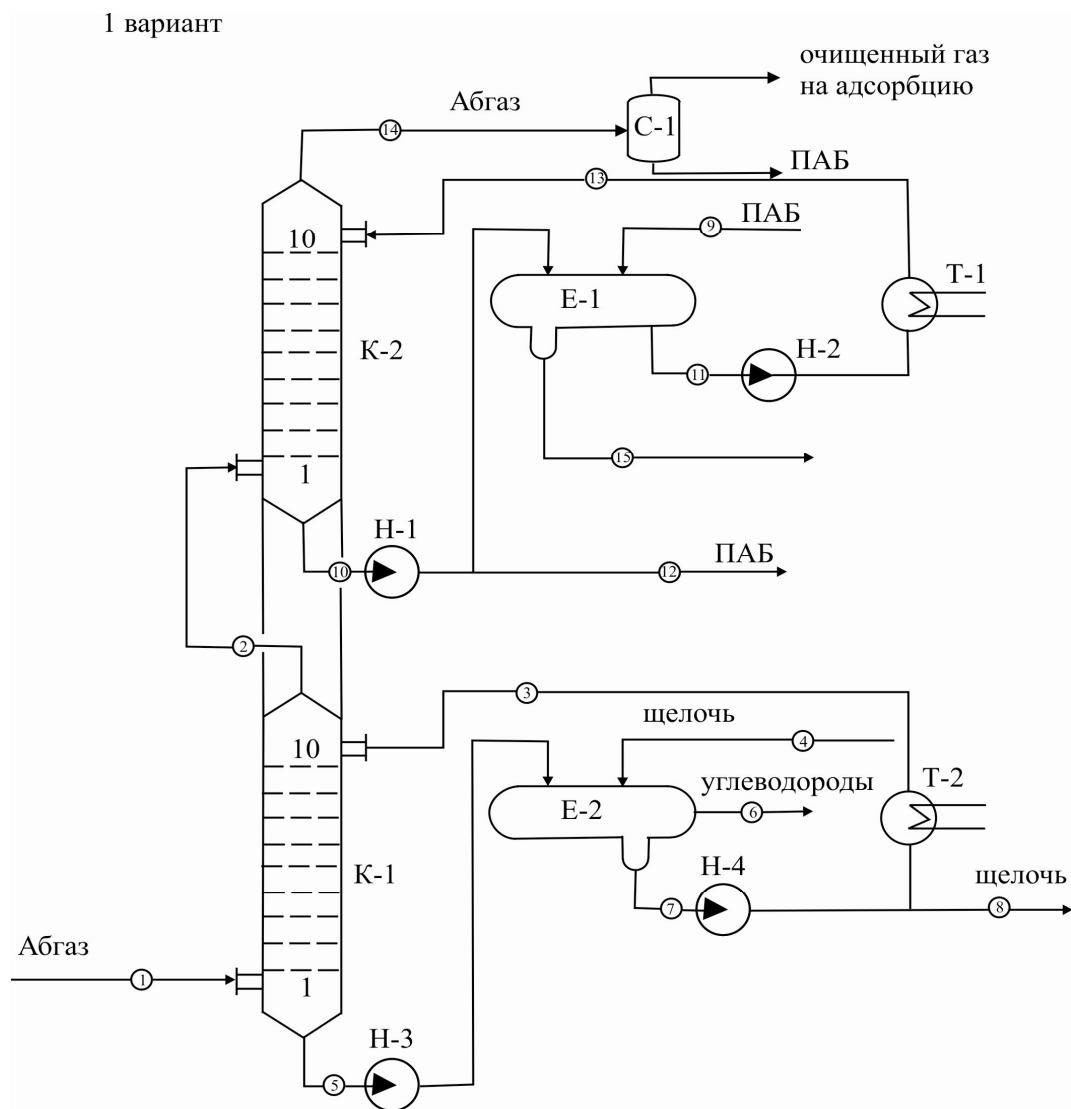 1 вариант
очищенный газ
на адсорбцию
Абгаз
14
С-1
ПАБ
13
10
ПАБ
9
Е-1
Т-1
К-2
Н-2
11
15
1
Н-1
ПАБ
10
12
2
3
щелочь
4
10
углеводороды
Т-2
Е-2
6
К-1
Н-4
щелочь
7
8
Абгаз
1
1
Н-3
5